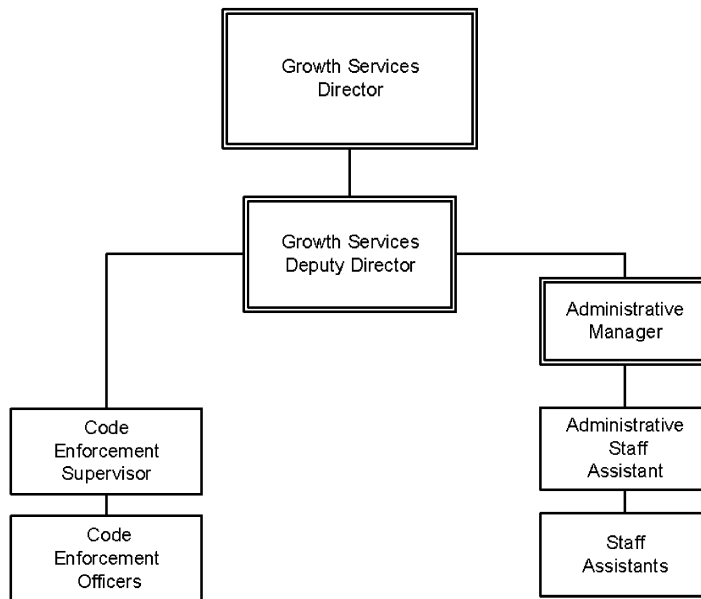 Growth Services
Director
Growth Services
Deputy Director
Administrative
Manager
Code
Enforcement
Supervisor
Administrative
Staff
Assistant
Code
Enforcement
Officers
Staff
Assistants